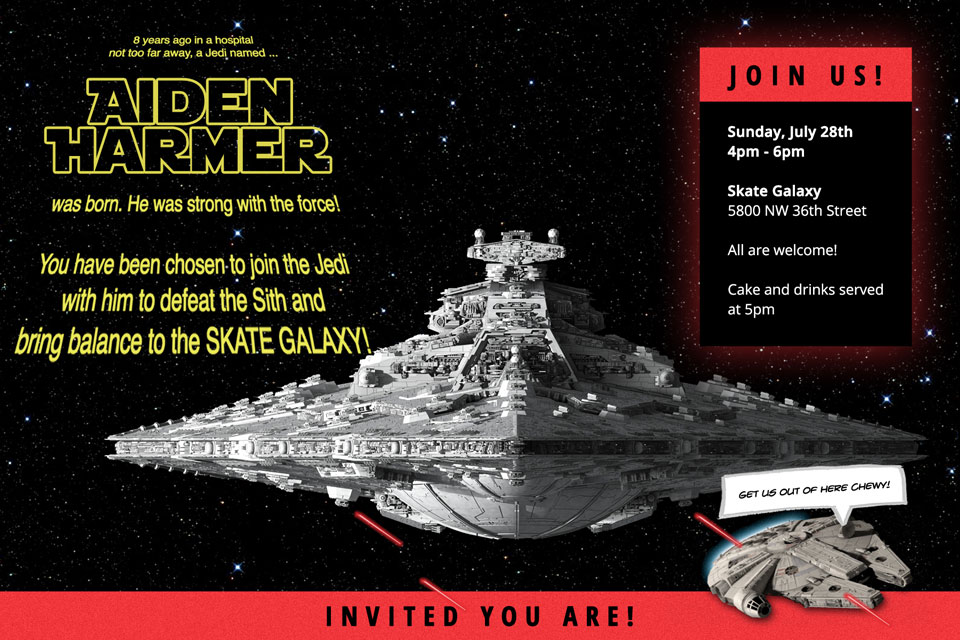 8 years ago in a hospital
not too far away, a Jedi named ...
AIDEN
HARMER
was born. He was strong with the force!
You have been chosen to join the Jedi
with him to defeat the Sith and
bring balance to the SKATE GALAXY!
JOIN US!
Sunday, July 28th
4pm - 6pm
Skate Galaxy
5800 NW 36th Street
All are welcome!
Cake and drinks served
at 5pm
GET US OUT OF HERE CHEWY!
INVITED YOU ARE!